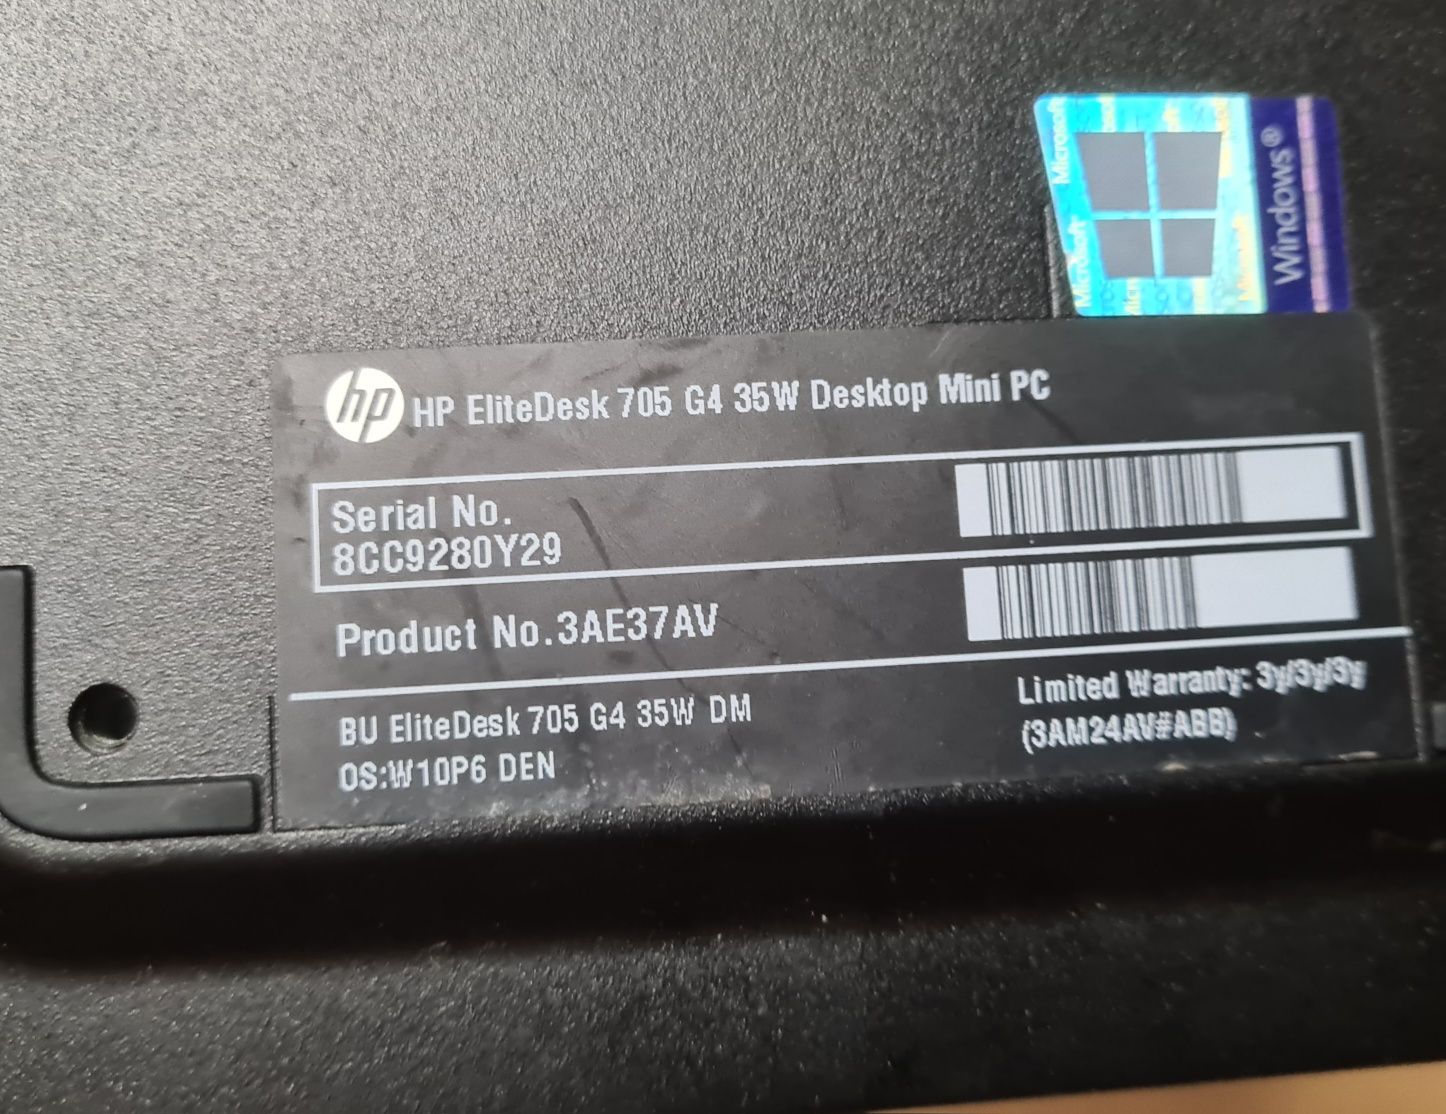 Microsoft
Microsoft
Windows®
hp HP EliteDesk 705 G4 35W Desktop Mini PC
Serial No.
8CC9280Y29
Product No.3AE37AV
BU EliteDesk 705 G4 35W DM
OS:W10P6 DEN
Limited Warranty: 3y/3y/3y
(3AM24AV#ABB)